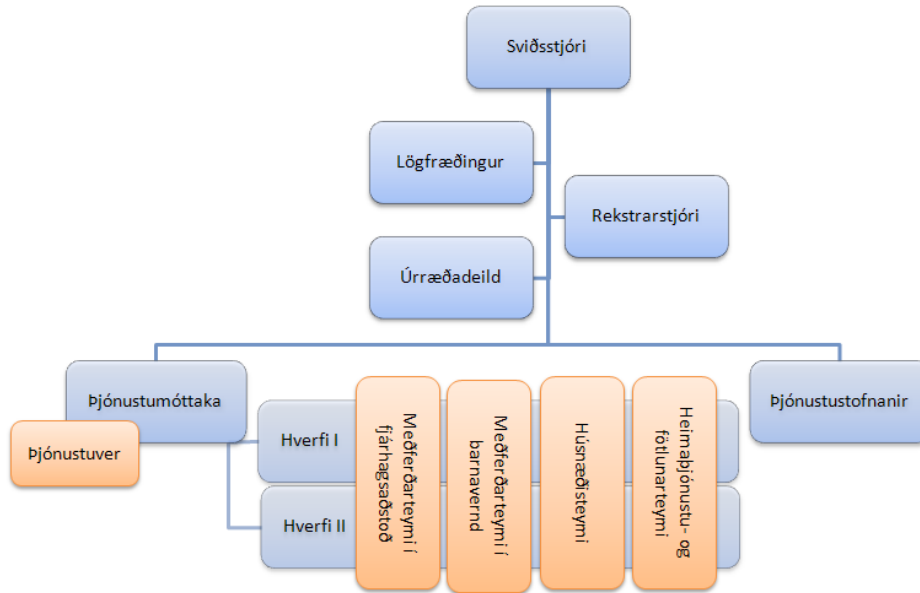 Sviðsstjóri
Lögfræðingur
Rekstrarstjóri
Úrræðadeild
Þjónustumóttaka
Þjónustustofnanir
Þjónustuver
Hverfi I
Hverfi II
Meðferðarteymi í
fjárhagsaðstoð
Meðferðarteymi í
barnavernd
Húsnæðisteymi
Heimaþjónustu- og
fötlunarteymi